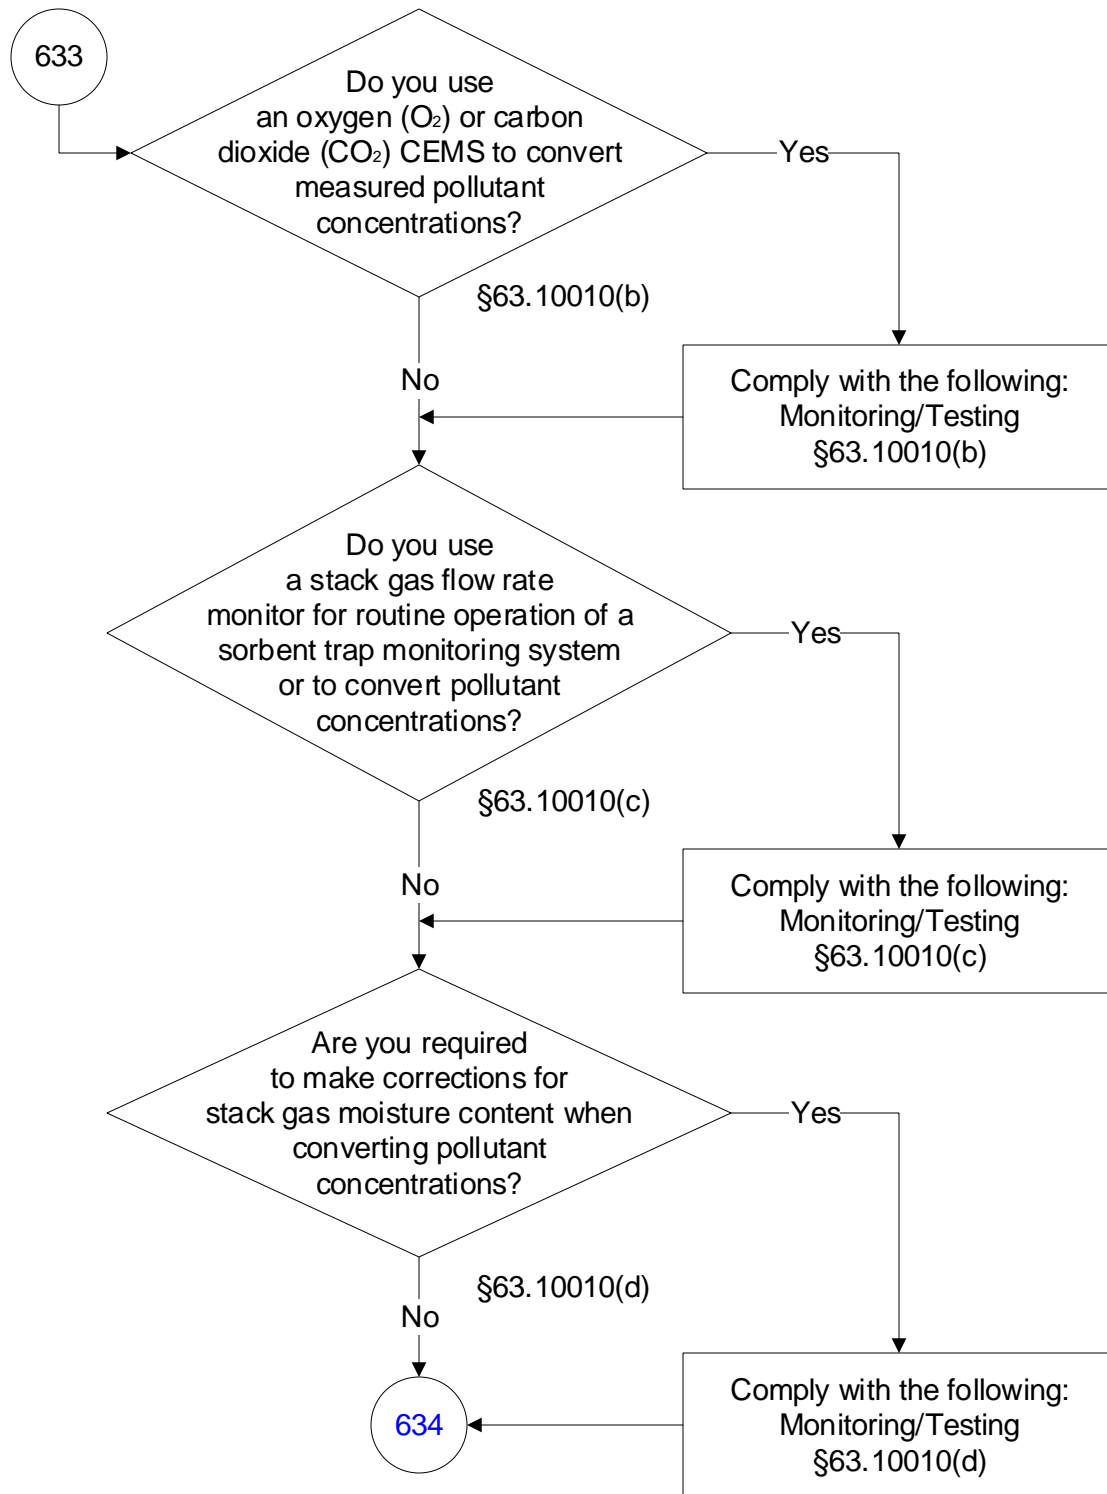 633
Do you use
an oxygen (O₂) or carbon
dioxide (CO₂) CEMS to convert
measured pollutant
concentrations?
Yes
§63.10010(b)
No
Comply with the following:
Monitoring/Testing
§63.10010(b)
Do you use
a stack gas flow rate
monitor for routine operation of a
sorbent trap monitoring system
or to convert pollutant
concentrations?
Yes
§63.10010(c)
No
Comply with the following:
Monitoring/Testing
§63.10010(c)
Are you required
to make corrections for
stack gas moisture content when
converting pollutant
concentrations?
Yes
§63.10010(d)
No
Comply with the following:
Monitoring/Testing
§63.10010(d)
634